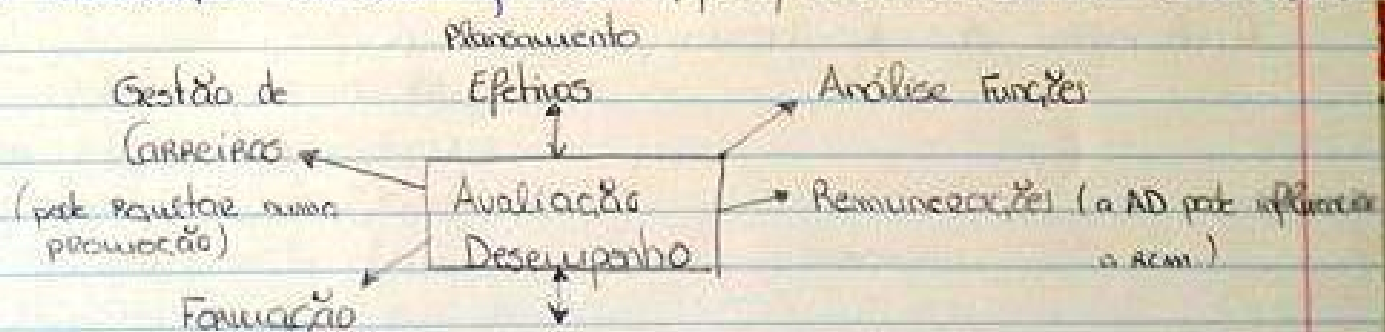 Planeamento
Gestão de
Efetivos
Análise Funções
Carreiras
(pode resultar numa
promoção)
Avaliação
Desempenho
Remunerações (a AD pode influenciar
a REM)
Formação